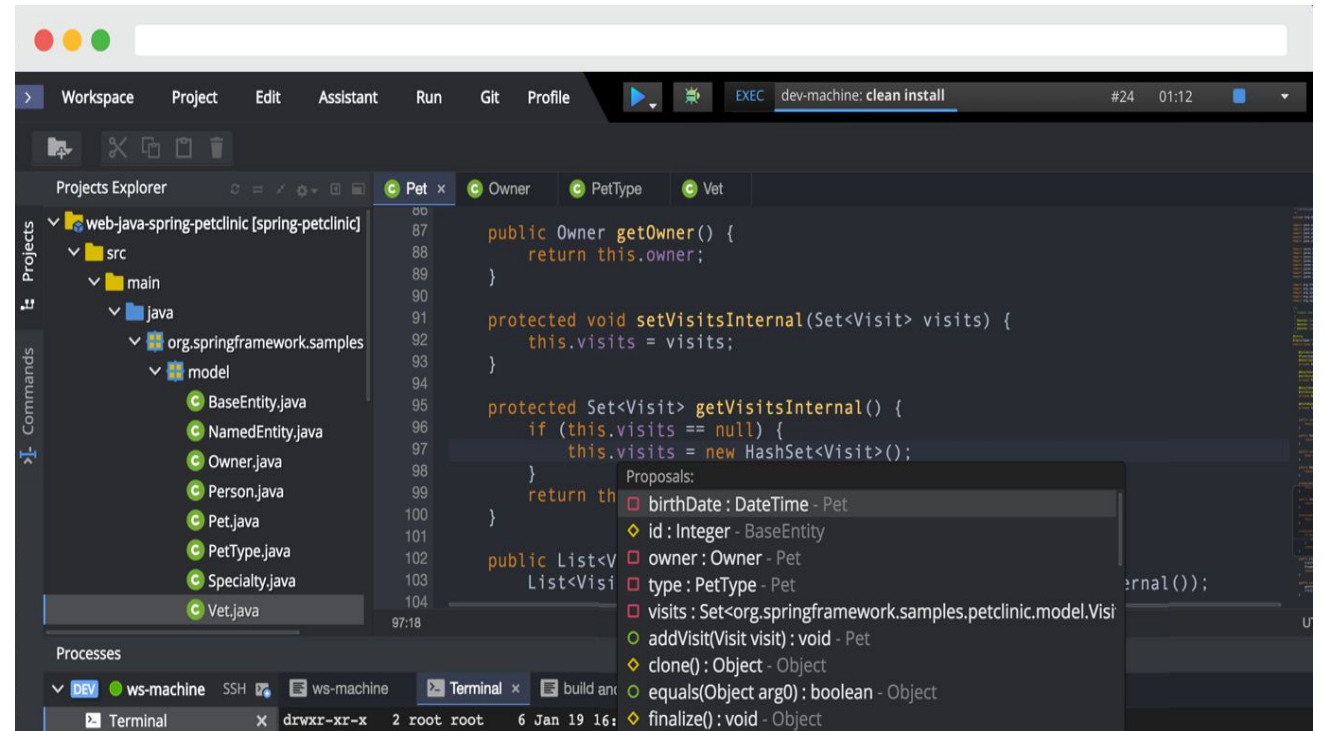 Workspace Project Edit Assistant Run Git Profile EXEC dev-machine: clean install #24 01:12
Projects Explorer
Pet × Owner PetType Vet
Projects
Commands
web-java-spring-petclinic [spring-petclinic]
src
main
java
org.springframework.samples
model
BaseEntity.java
NamedEntity.java
Owner.java
Person.java
Pet.java
PetType.java
Specialty.java
Vet.java
86
87 public Owner getOwner() {
88 return this.owner;
89 }
90
91 protected void setVisitsInternal(Set<Visit> visits) {
92 this.visits = visits;
93 }
94
95 protected Set<Visit> getVisitsInternal() {
96 if (this.visits == null) {
97 this.visits = new HashSet<Visit>();
98 }
99 return th
100 }
101
102 public List<V
103 List<Visi ernal());
104
97:18
Proposals:
birthDate : DateTime - Pet
id : Integer - BaseEntity
owner : Owner - Pet
type : PetType - Pet
visits : Set<org.springframework.samples.petclinic.model.Visi
addVisit(Visit visit) : void - Pet
clone() : Object - Object
equals(Object arg0) : boolean - Object
finalize() : void - Object
Processes
DEV ws-machine SSH ws-machine Terminal × build and
Terminal × drwxr-xr-x 2 root root 6 Jan 19 16: